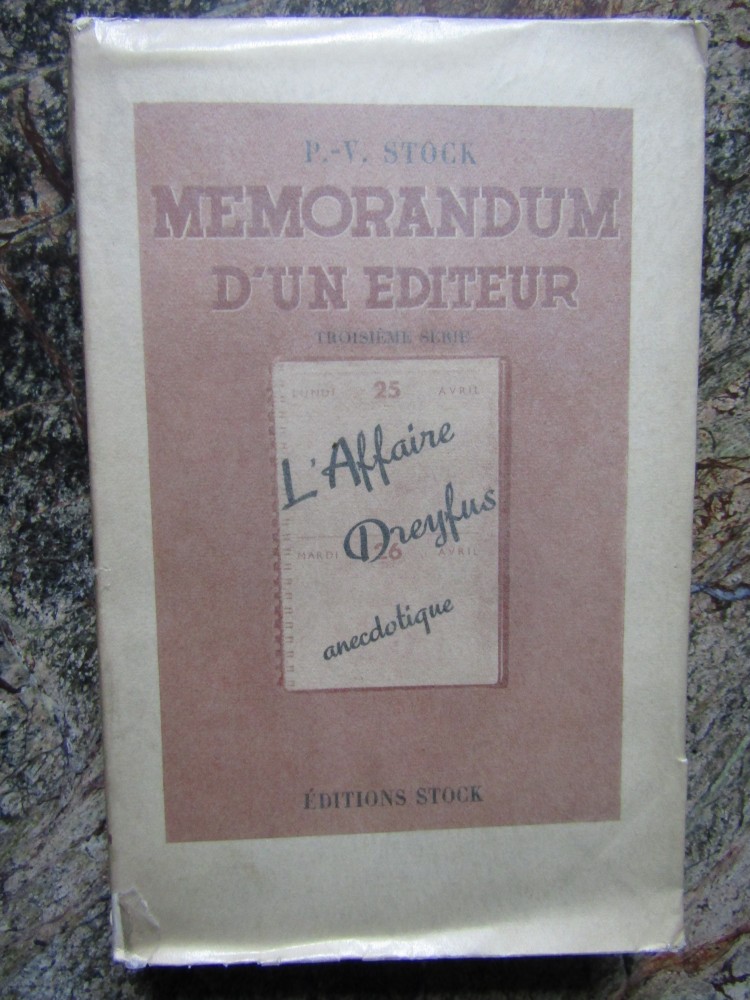 P.-V. STOCK
MEMORANDUM
D'UN EDITEUR
TROISIÈME SÉRIE
LUNDI 25 AVRIL
L'Affaire
Dreyfus
MARDI 26 AVRIL
anecdotique
ÉDITIONS STOCK